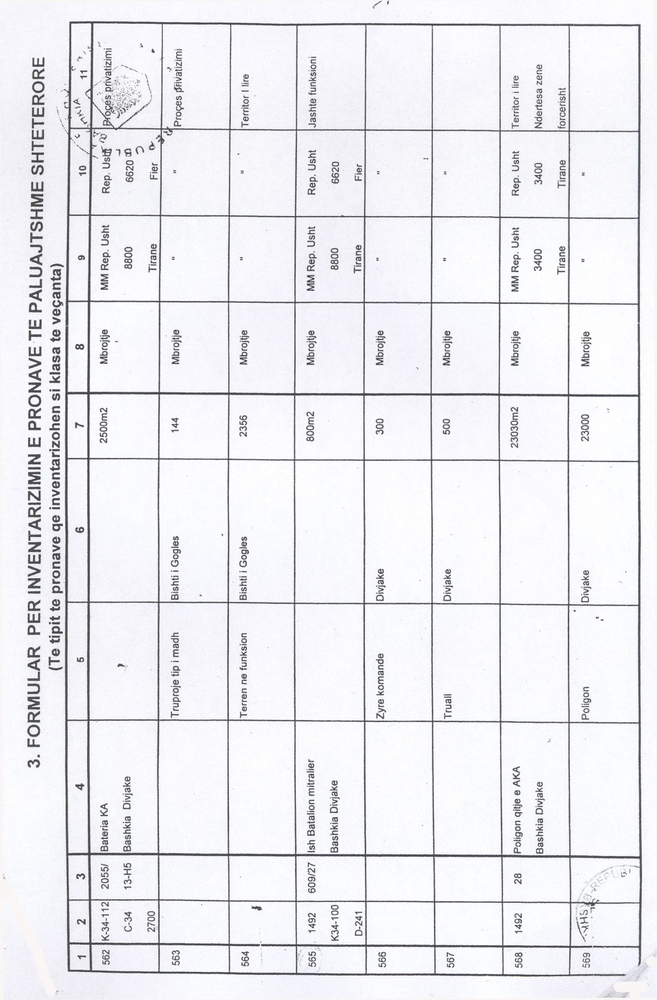 3. FORMULAR PER INVENTARIZIMIN E PRONAVE TE PALUAJTSHME SHTETERORE
(Te tipit te pronave qe inventarizohen si klasa te veçanta)
1 2 3 4 5 6 7 8 9 10 11
562 K-34-112 2055/ Bateria KA 2500m2 Mbrojtje MM Rep. Usht Rep. Usht Proçes privatizimi
C-34 13-H5 Bashkia Divjake 8800 6620
2700 Tirane Fier
563 Truproje tip i madh Bishti i Gogles 144 Mbrojtje " " Proçes privatizimi
564 Terren ne funksion Bishti i Gogles 2356 Mbrojtje " " Territor I lire
565 1492 609/27 Ish Batalion mitralier 800m2 Mbrojtje MM Rep. Usht Rep. Usht Jashte funksioni
K34-100 Bashkia Divjake 8800 6620
D-241 Tirane Fier
566 Zyre komande Divjake 300 Mbrojtje " "
567 Truall Divjake 500 Mbrojtje " "
568 1492 28 Poligon qitje e AKA 23030m2 Mbrojtje MM Rep. Usht Rep. Usht Territor i lire
Bashkia Divjake 3400 3400 Ndertesa zene
Tirane Tirane forcerisht
569 Poligon Divjake 23000 Mbrojtje " "